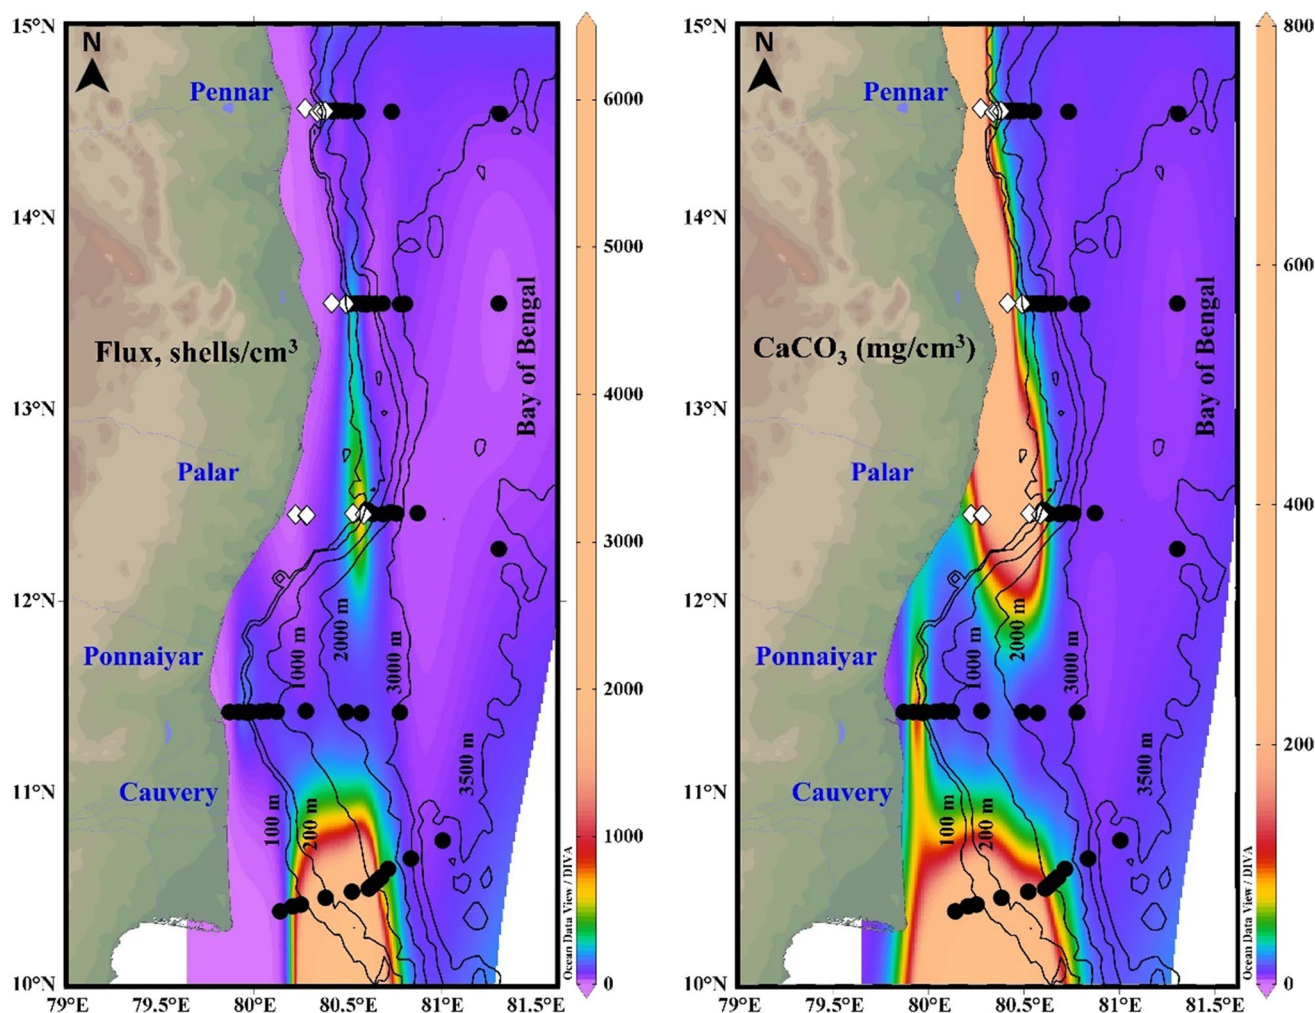 N
N
Pennar
Pennar
Flux, shells/cm³
CaCO₃ (mg/cm³)
Bay of Bengal
Bay of Bengal
Palar
Palar
Ponnaiyar
Ponnaiyar
Cauvery
Cauvery
100 m
200 m
1000 m
2000 m
3000 m
3500 m
100 m
200 m
1000 m
2000 m
3000 m
3500 m
15°N
14°N
13°N
12°N
11°N
10°N
79°E
79.5°E
80°E
80.5°E
81°E
81.5°E
6000
5000
4000
3000
2000
1000
0
Ocean Data View / DIVA
15°N
14°N
13°N
12°N
11°N
10°N
79°E
79.5°E
80°E
80.5°E
81°E
81.5°E
800
600
400
200
0
Ocean Data View / DIVA